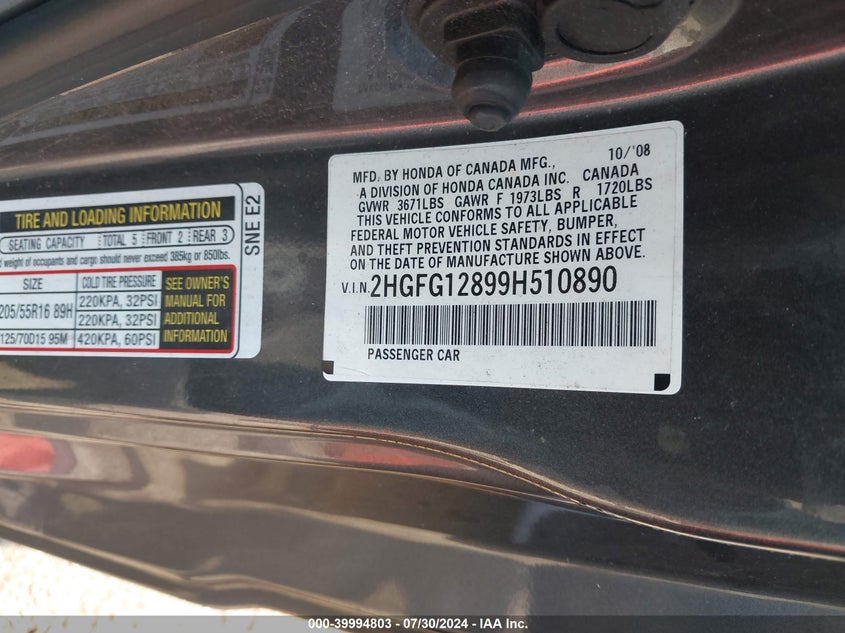 TIRE AND LOADING INFORMATION
SEATING CAPACITY TOTAL 5 FRONT 2 REAR 3
d weight of occupants and cargo should never exceed 385kg or 850lbs.
SIZE COLD TIRE PRESSURE
205/55R16 89H 220KPA, 32PSI
220KPA, 32PSI
T125/70D15 95M 420KPA, 60PSI
SEE OWNER'S
MANUAL FOR
ADDITIONAL
INFORMATION
SNE E2
MFD. BY HONDA OF CANADA MFG., 10/'08
A DIVISION OF HONDA CANADA INC. CANADA
GVWR 3671LBS GAWR F 1973LBS R 1720LBS
THIS VEHICLE CONFORMS TO ALL APPLICABLE
FEDERAL MOTOR VEHICLE SAFETY, BUMPER,
AND THEFT PREVENTION STANDARDS IN EFFECT
ON THE DATE OF MANUFACTURE SHOWN ABOVE.
V.I.N. 2HGFG12899H510890
PASSENGER CAR
000-39994803 - 07/30/2024 - IAA Inc.